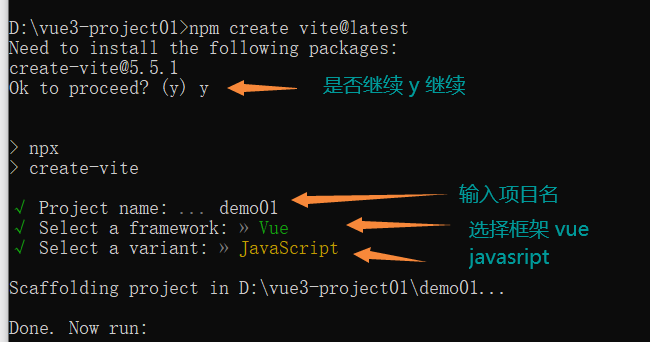 D:\vue3-project01>npm create vite@latest
Need to install the following packages:
create-vite@5.5.1
Ok to proceed? (y) y
是否继续 y 继续
> npx
> create-vite
√ Project name: ... demo01
输入项目名
√ Select a framework: » Vue
选择框架 vue
√ Select a variant: » JavaScript
javasript
Scaffolding project in D:\vue3-project01\demo01...
Done. Now run: